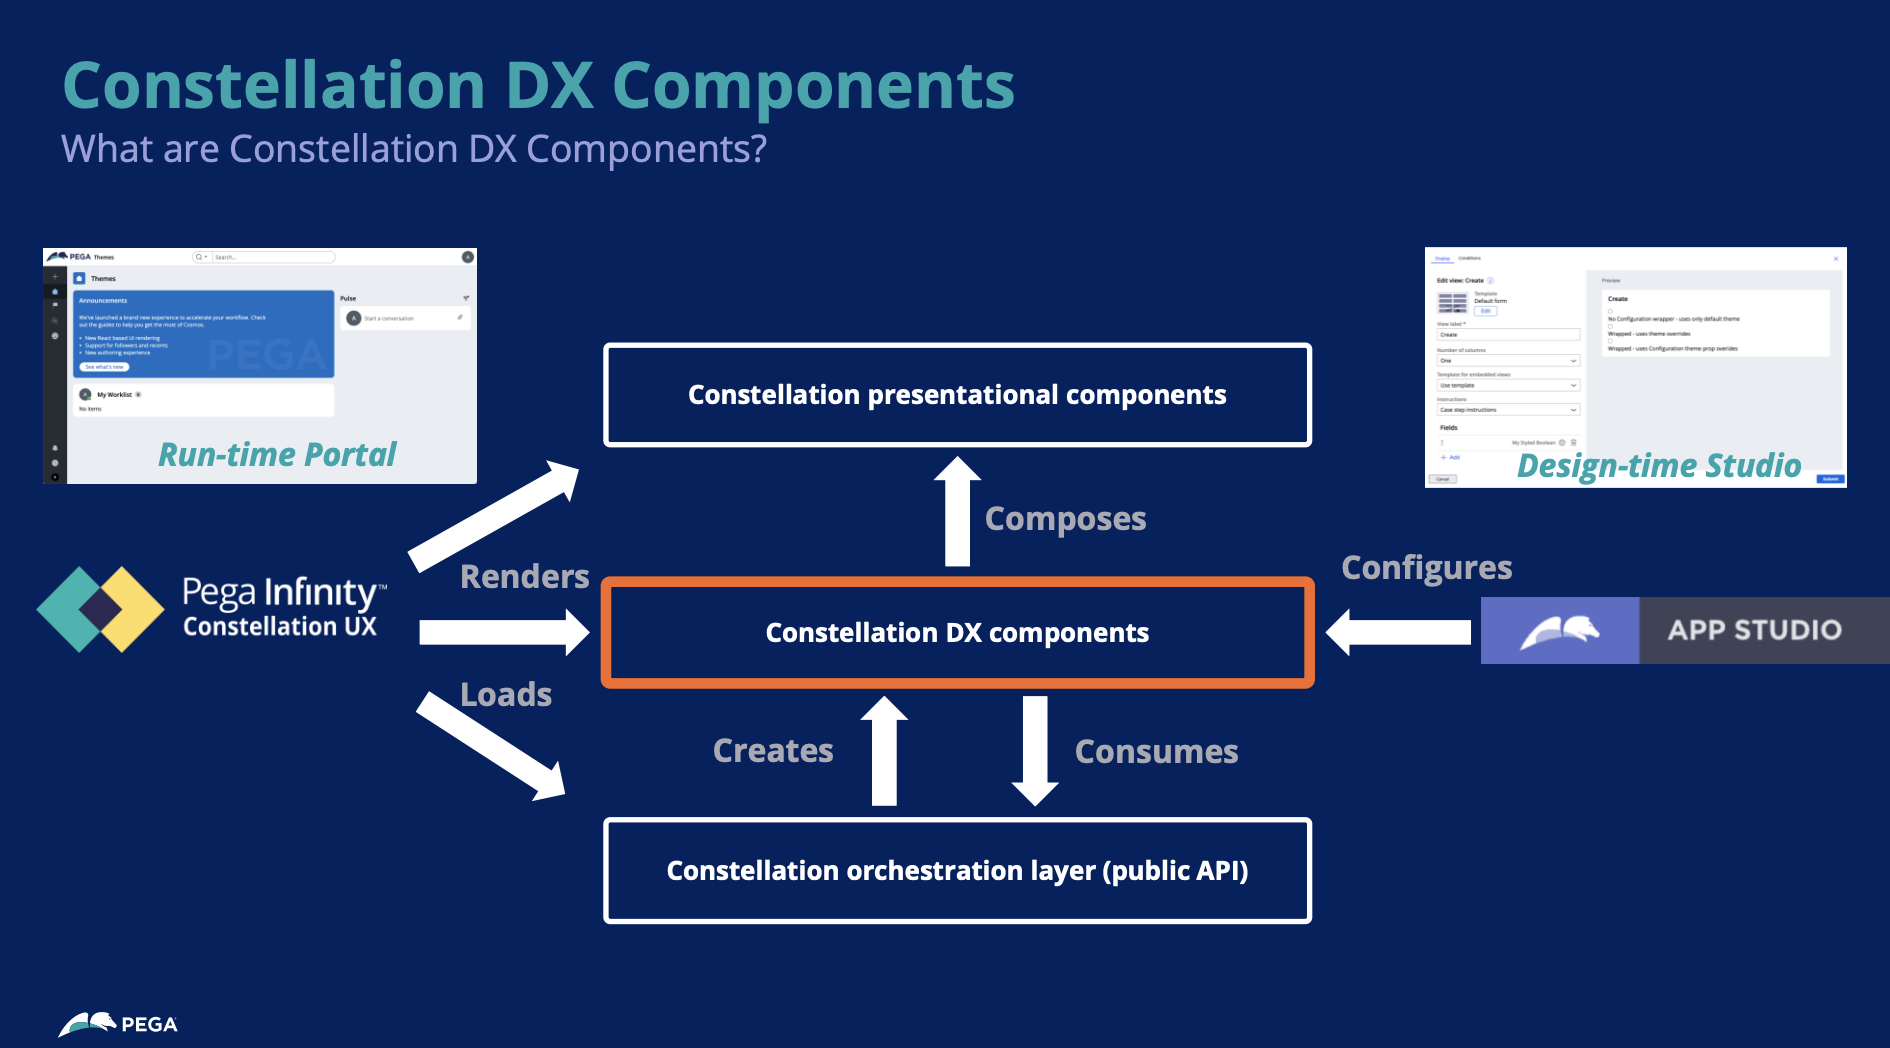 Constellation DX Components
What are Constellation DX Components?
PEGA Themes
Search...
A
Themes
Announcements
We've launched a brand new experience to accelerate your workflow. Check
out the guides to help you get the most of Cosmos.
New React based UI rendering
Support for followers and recents
New authoring experience
See what's new
PEGA
Pulse
A
Start a conversation
My Worklist
0
No items
Run-time Portal
Display
Conditions
Edit view: Create
Template
Default form
Edit
View label *
Create
Number of columns
One
Template for embedded views
Use template
Instructions
Case step instructions
Fields
My Styled Boolean
+ Add
Cancel
Submit
Preview
Create
No Configuration wrapper - uses only default theme
Wrapped - uses theme overrides
Wrapped - uses Configuration theme prop overides
Design-time Studio
Constellation presentational components
Composes
Renders
Configures
Pega Infinity™
Constellation UX
Constellation DX components
APP STUDIO
Loads
Creates
Consumes
Constellation orchestration layer (public API)
PEGA